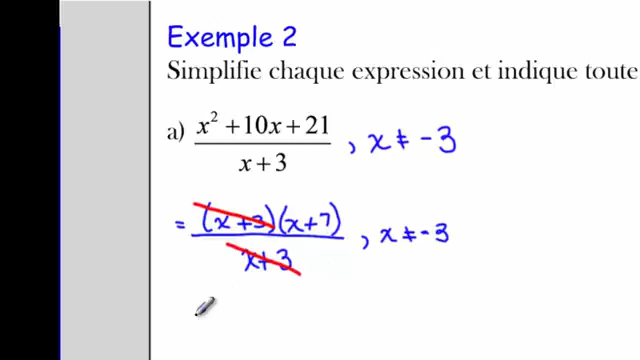 Exemple 2
Simplifie chaque expression et indique toute
a) x² + 10x + 21 / x + 3 , x ≠ -3
= (x + 3)(x + 7) / x + 3 , x ≠ -3